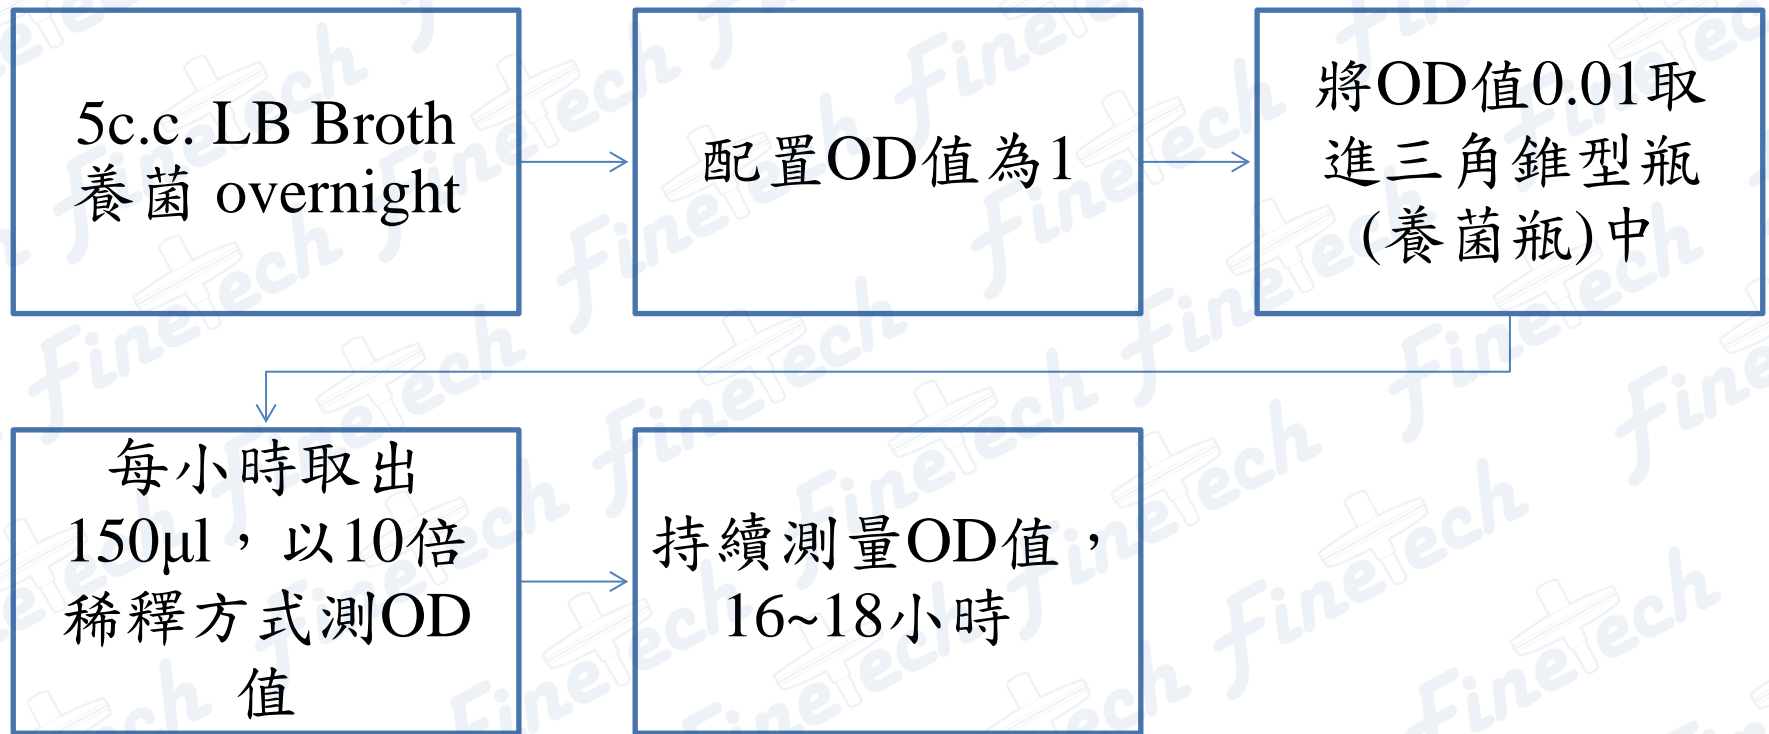 5c.c. LB Broth
養菌 overnight
配置OD值為1
將OD值0.01取
進三角錐型瓶
(養菌瓶)中
每小時取出
150μl，以10倍
稀釋方式測OD
值
持續測量OD值，
16~18小時
FineTech